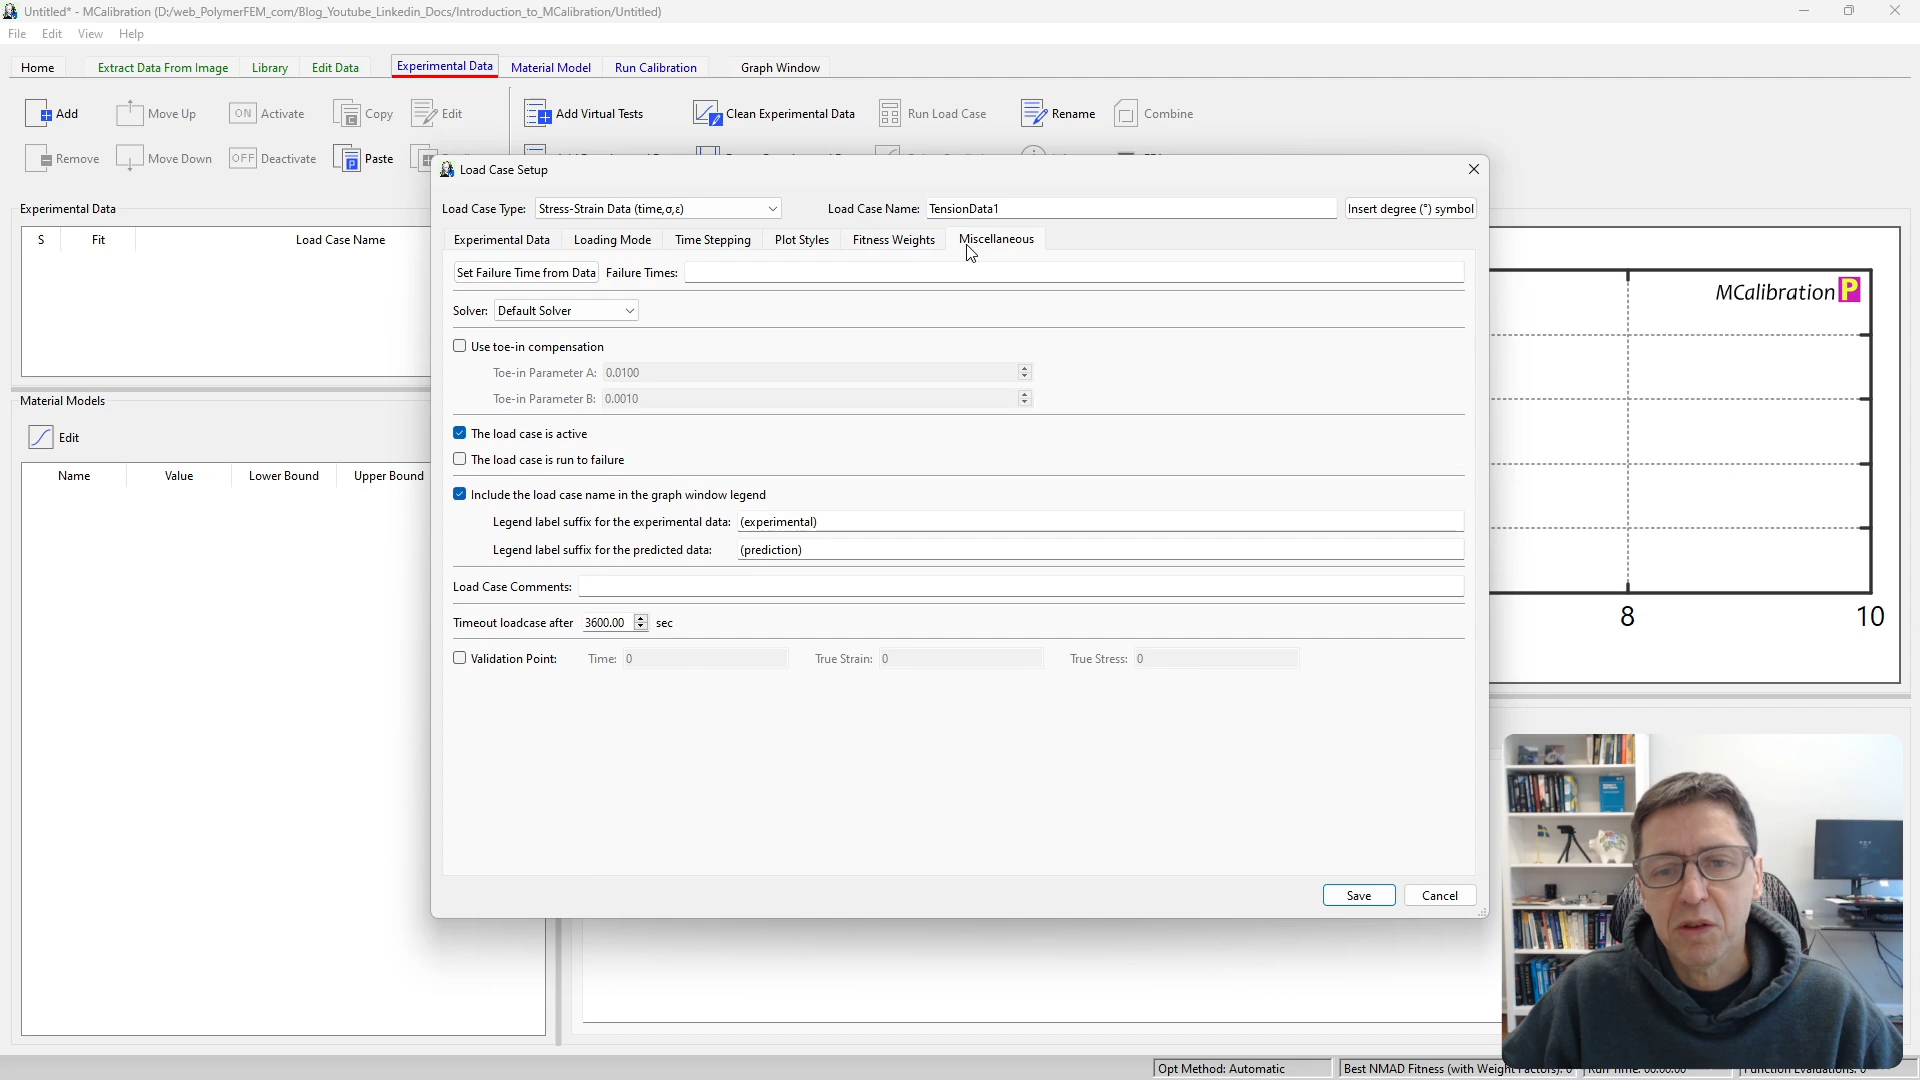 Untitled* - MCalibration (D:/web_PolymerFEM_com/Blog_Youtube_Linkedin_Docs/Introduction_to_MCalibration/Untitled)
File Edit View Help
Home Extract Data From Image Library Edit Data Experimental Data Material Model Run Calibration Graph Window
Add Move Up ON Activate Copy Edit Add Virtual Tests Clean Experimental Data Run Load Case Rename Combine
Remove Move Down OFF Deactivate Paste
Load Case Setup
Experimental Data
Load Case Type: Stress-Strain Data (time,σ,ε) Load Case Name: TensionData1 Insert degree (°) symbol
S Fit Load Case Name
Experimental Data Loading Mode Time Stepping Plot Styles Fitness Weights Miscellaneous
Set Failure Time from Data Failure Times:
MCalibration P
Solver: Default Solver
Use toe-in compensation
Toe-in Parameter A: 0.0100
Toe-in Parameter B: 0.0010
Material Models
Edit
The load case is active
The load case is run to failure
Name Value Lower Bound Upper Bound
Include the load case name in the graph window legend
Legend label suffix for the experimental data: (experimental)
Legend label suffix for the predicted data: (prediction)
Load Case Comments:
8 10
Timeout loadcase after 3600.00 sec
Validation Point: Time: 0 True Strain: 0 True Stress: 0
Save Cancel
Opt Method: Automatic Best NMAD Fitness (with Weight Factors): 0